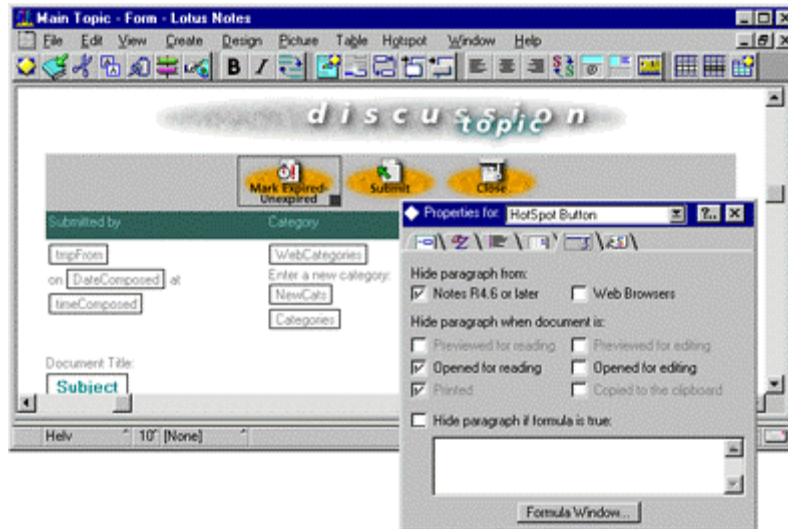 Main Topic - Form - Lotus Notes
File Edit View Create Design Picture Table Hotspot Window Help
B I
discussion
topic
Mark Expired-
Unexpired
Submit
Close
Submitted by Category
tmpFrom
on DateComposed at
timeComposed
WebCategories
Enter a new category:
NewCats
Categories
Document Title:
Subject
Helv 10 [None]
Properties for: HotSpot Button
?..
Hide paragraph from:
Notes R4.6 or later Web Browsers
Hide paragraph when document is:
Previewed for reading Previewed for editing
Opened for reading Opened for editing
Printed Copied to the clipboard
Hide paragraph if formula is true:
Formula Window...